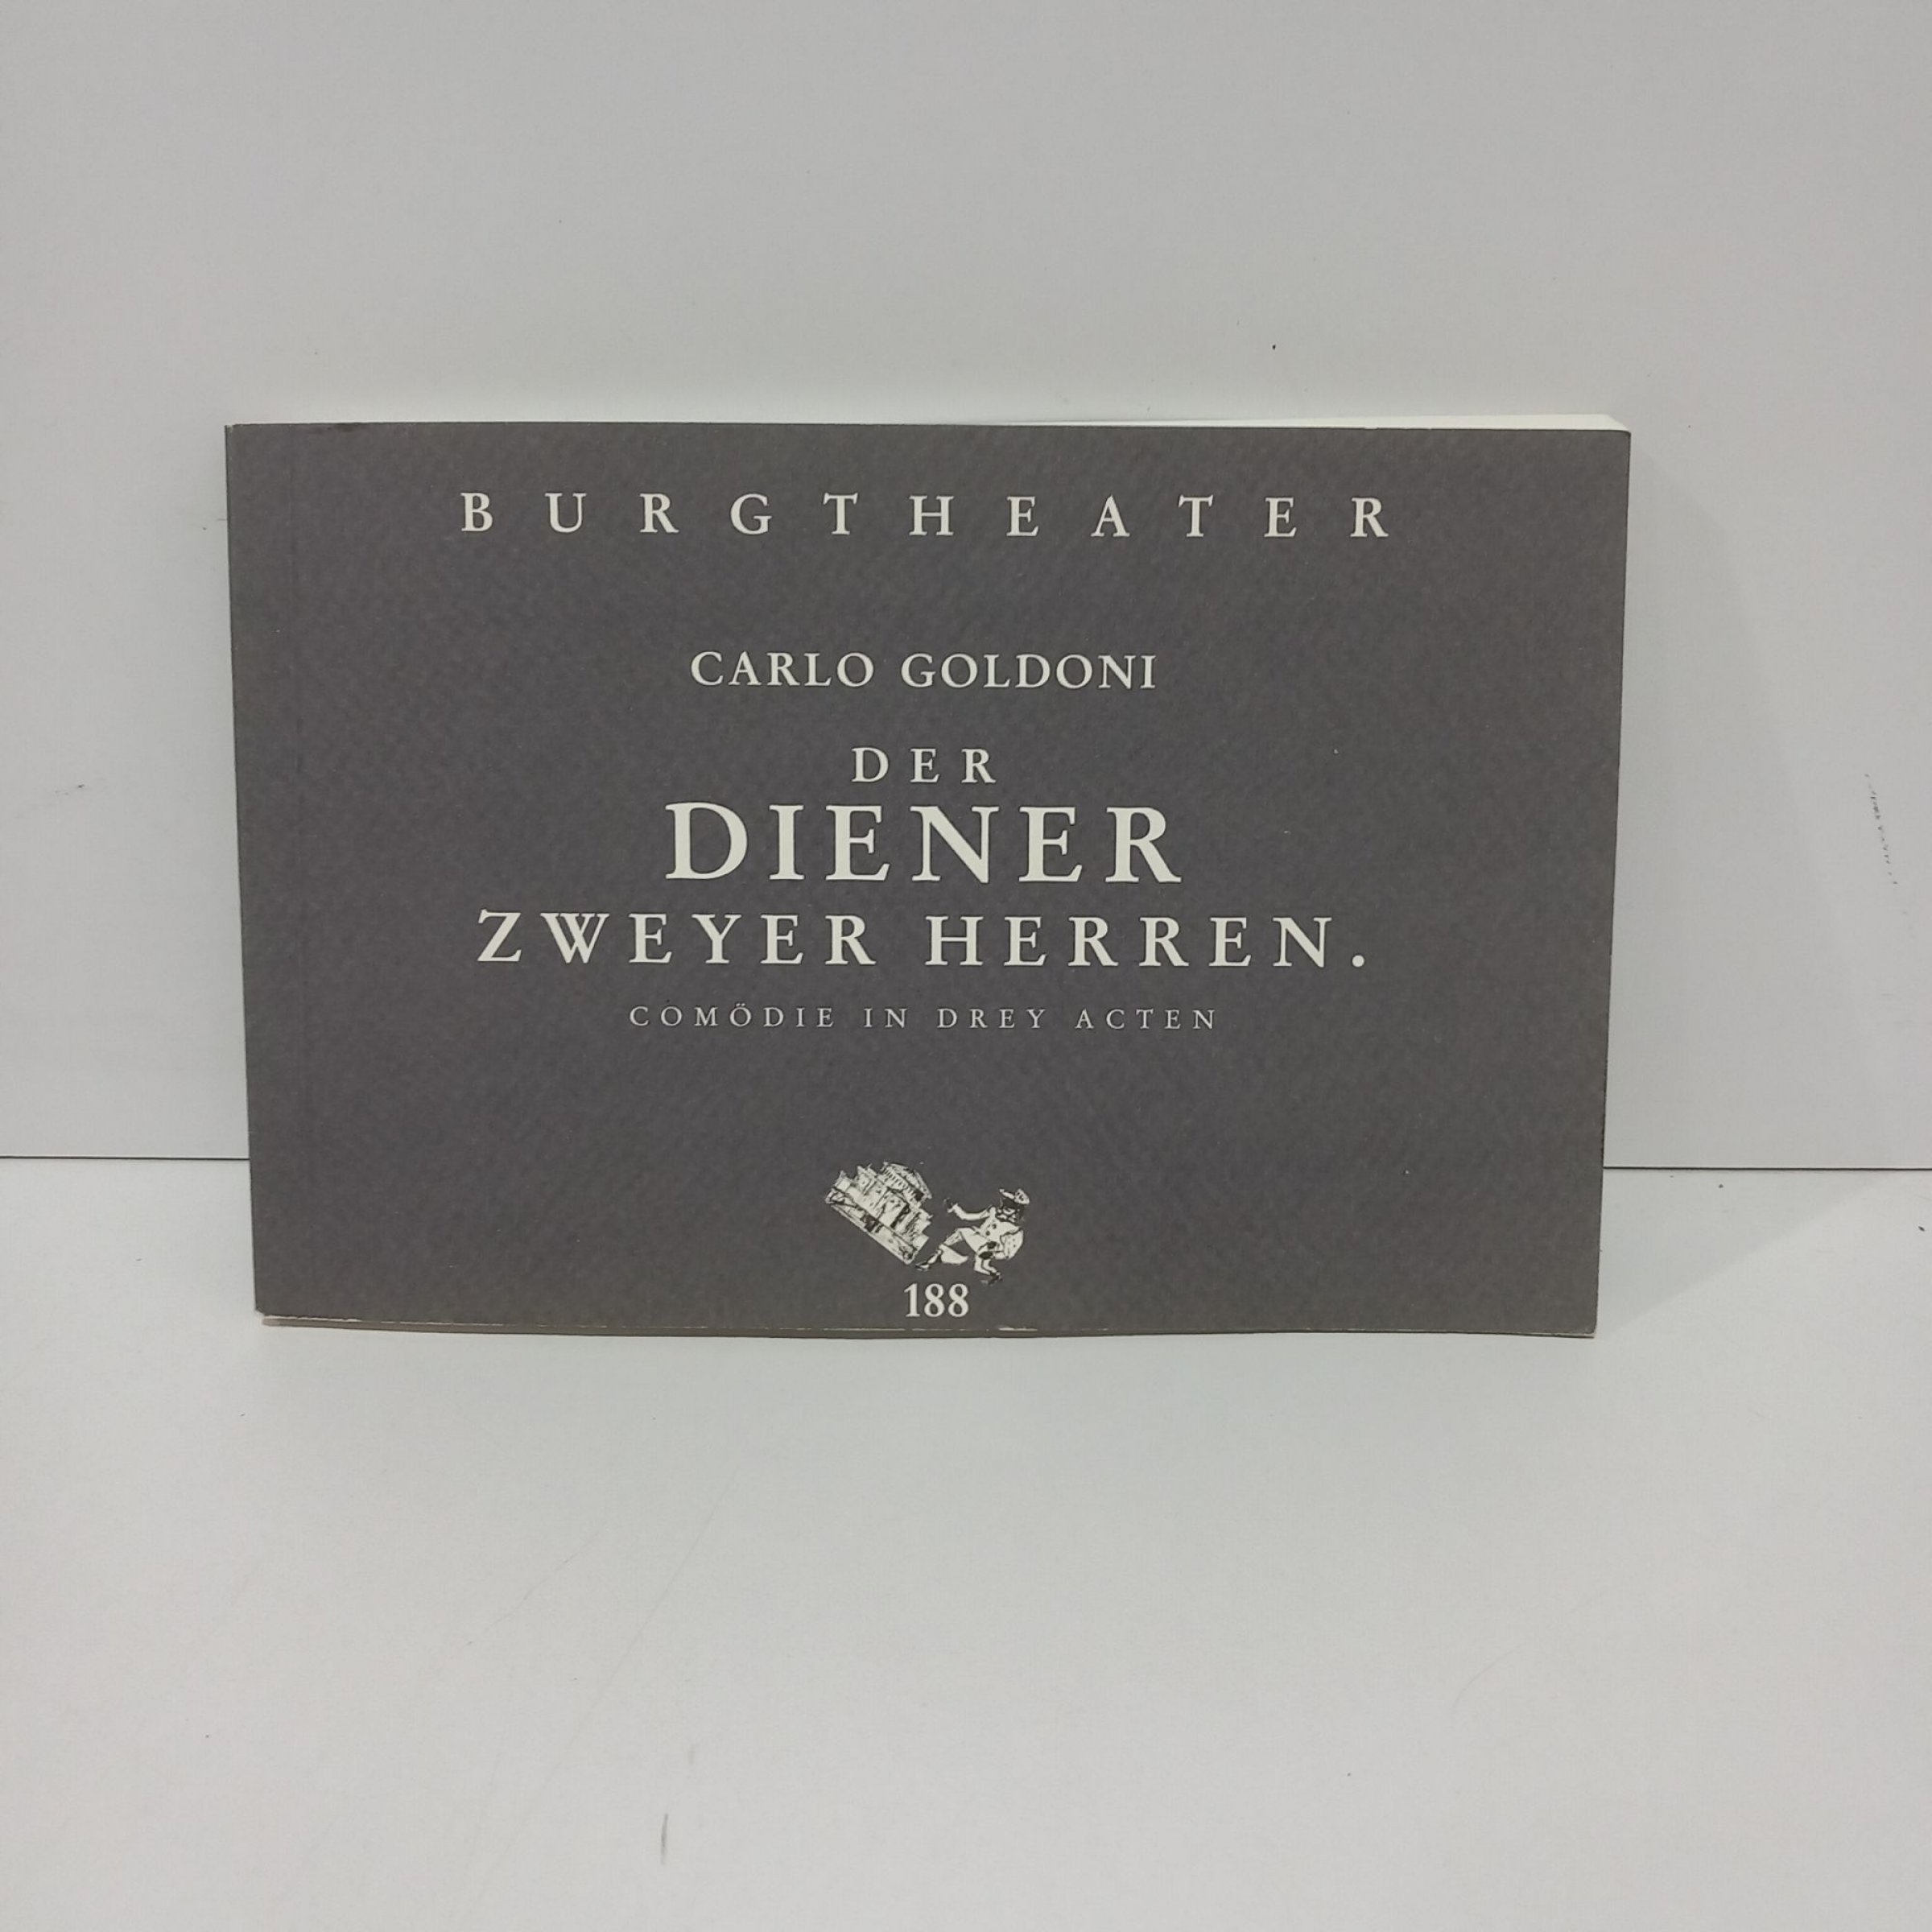 BURGTHEATER
CARLO GOLDONI
DER
DIENER
ZWEYER HERREN.
COMÖDIE IN DREY ACTEN
188